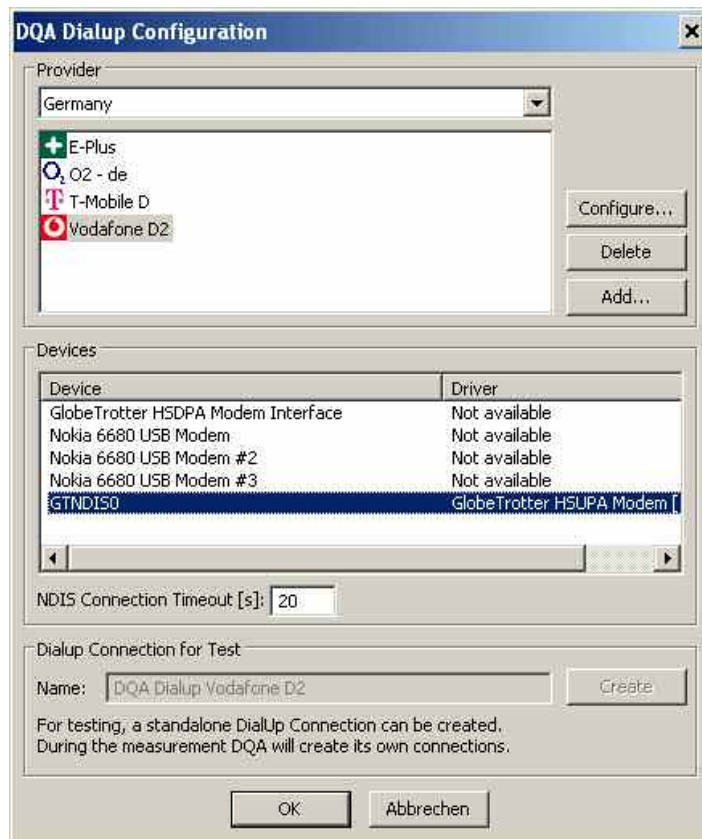 DQA Dialup Configuration
Provider
Germany
E-Plus
O2 - de
T-Mobile D
Vodafone D2
Configure...
Delete
Add...
Devices
Device Driver
GlobeTrotter HSDPA Modem Interface Not available
Nokia 6680 USB Modem Not available
Nokia 6680 USB Modem #2 Not available
Nokia 6680 USB Modem #3 Not available
GTNDIS0 GlobeTrotter HSUPA Modem [
NDIS Connection Timeout [s]: 20
Dialup Connection for Test
Name: DQA Dialup Vodafone D2 Create
For testing, a standalone DialUp Connection can be created.
During the measurement DQA will create its own connections.
OK Abbrechen